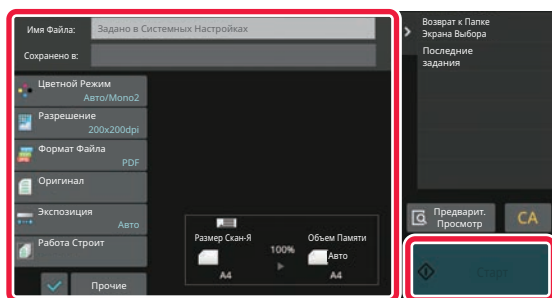 Имя Файла:
Задано в Системных Настройках
Сохранено в:
Цветной Режим
Авто/Mono2
Разрешение
200x200dpi
Формат Файла
PDF
Оригинал
Экспозиция
Авто
Работа Строит
Прочие
Размер Скан-Я
100%
Объем Памяти
Авто
A4
A4
Возврат к Папке
Экрана Выбора
Последние
задания
Предварит.
Просмотр
CA
Старт